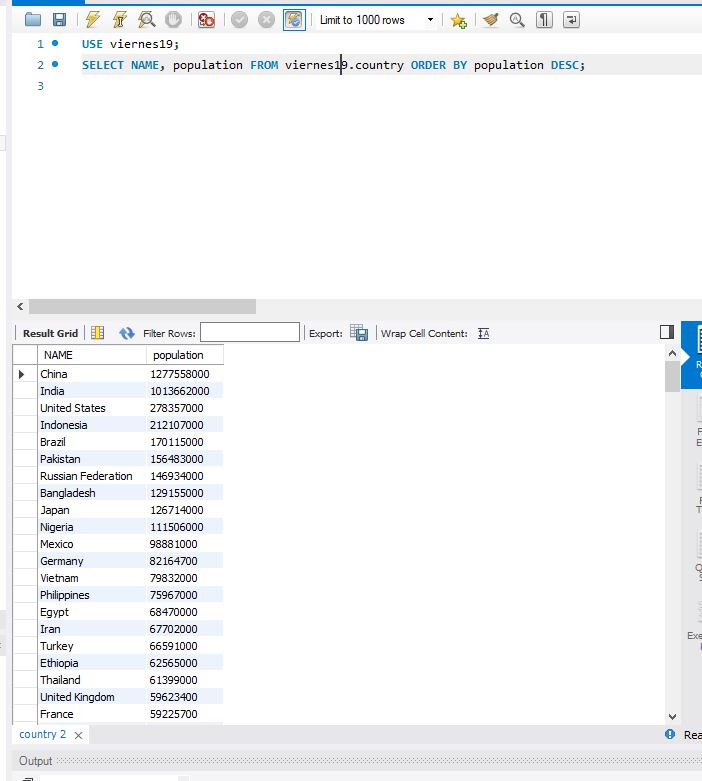 Limit to 1000 rows
1 USE viernes19;
2 SELECT NAME, population FROM viernes19.country ORDER BY population DESC;
3
Result Grid Filter Rows: Export: Wrap Cell Content:
NAME population
China 1277558000
India 1013662000
United States 278357000
Indonesia 212107000
Brazil 170115000
Pakistan 156483000
Russian Federation 146934000
Bangladesh 129155000
Japan 126714000
Nigeria 111506000
Mexico 98881000
Germany 82164700
Vietnam 79832000
Philippines 75967000
Egypt 68470000
Iran 67702000
Turkey 66591000
Ethiopia 62565000
Thailand 61399000
United Kingdom 59623400
France 59225700
country 2
Output